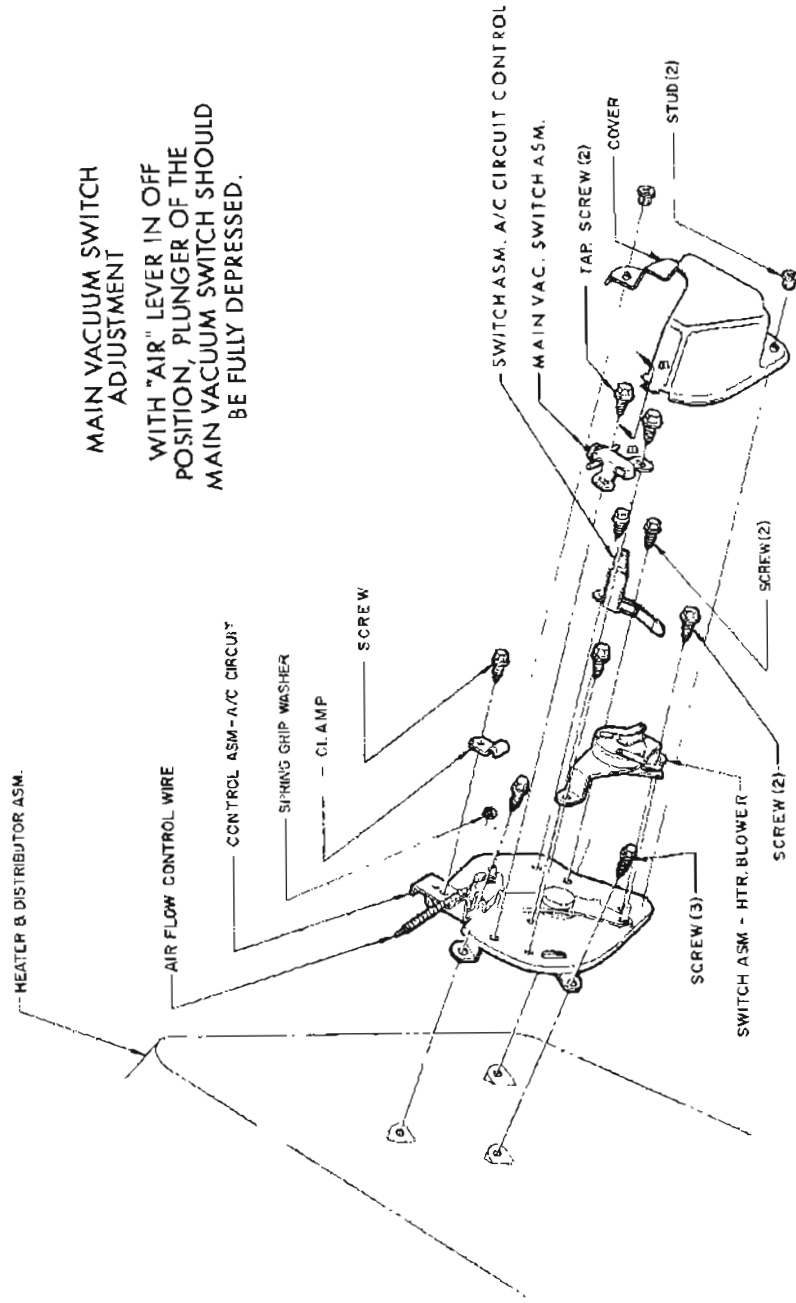 MAIN VACUUM SWITCH
ADJUSTMENT
WITH "AIR" LEVER IN OFF
POSITION, PLUNGER OF THE
MAIN VACUUM SWITCH SHOULD
BE FULLY DEPRESSED.
HEATER & DISTRIBUTOR ASM.
AIR FLOW CONTROL WIRE
CONTROL ASM-A/C CIRCUIT
SPRING GRIP WASHER
CLAMP
SCREW
SWITCH ASM. A/C CIRCUIT CONTROL
MAIN VAC. SWITCH ASM.
TAP. SCREW (2)
COVER
STUD (2)
B
B
SCREW (3)
SWITCH ASM - HTR. BLOWER
SCREW (2)
SCREW (2)